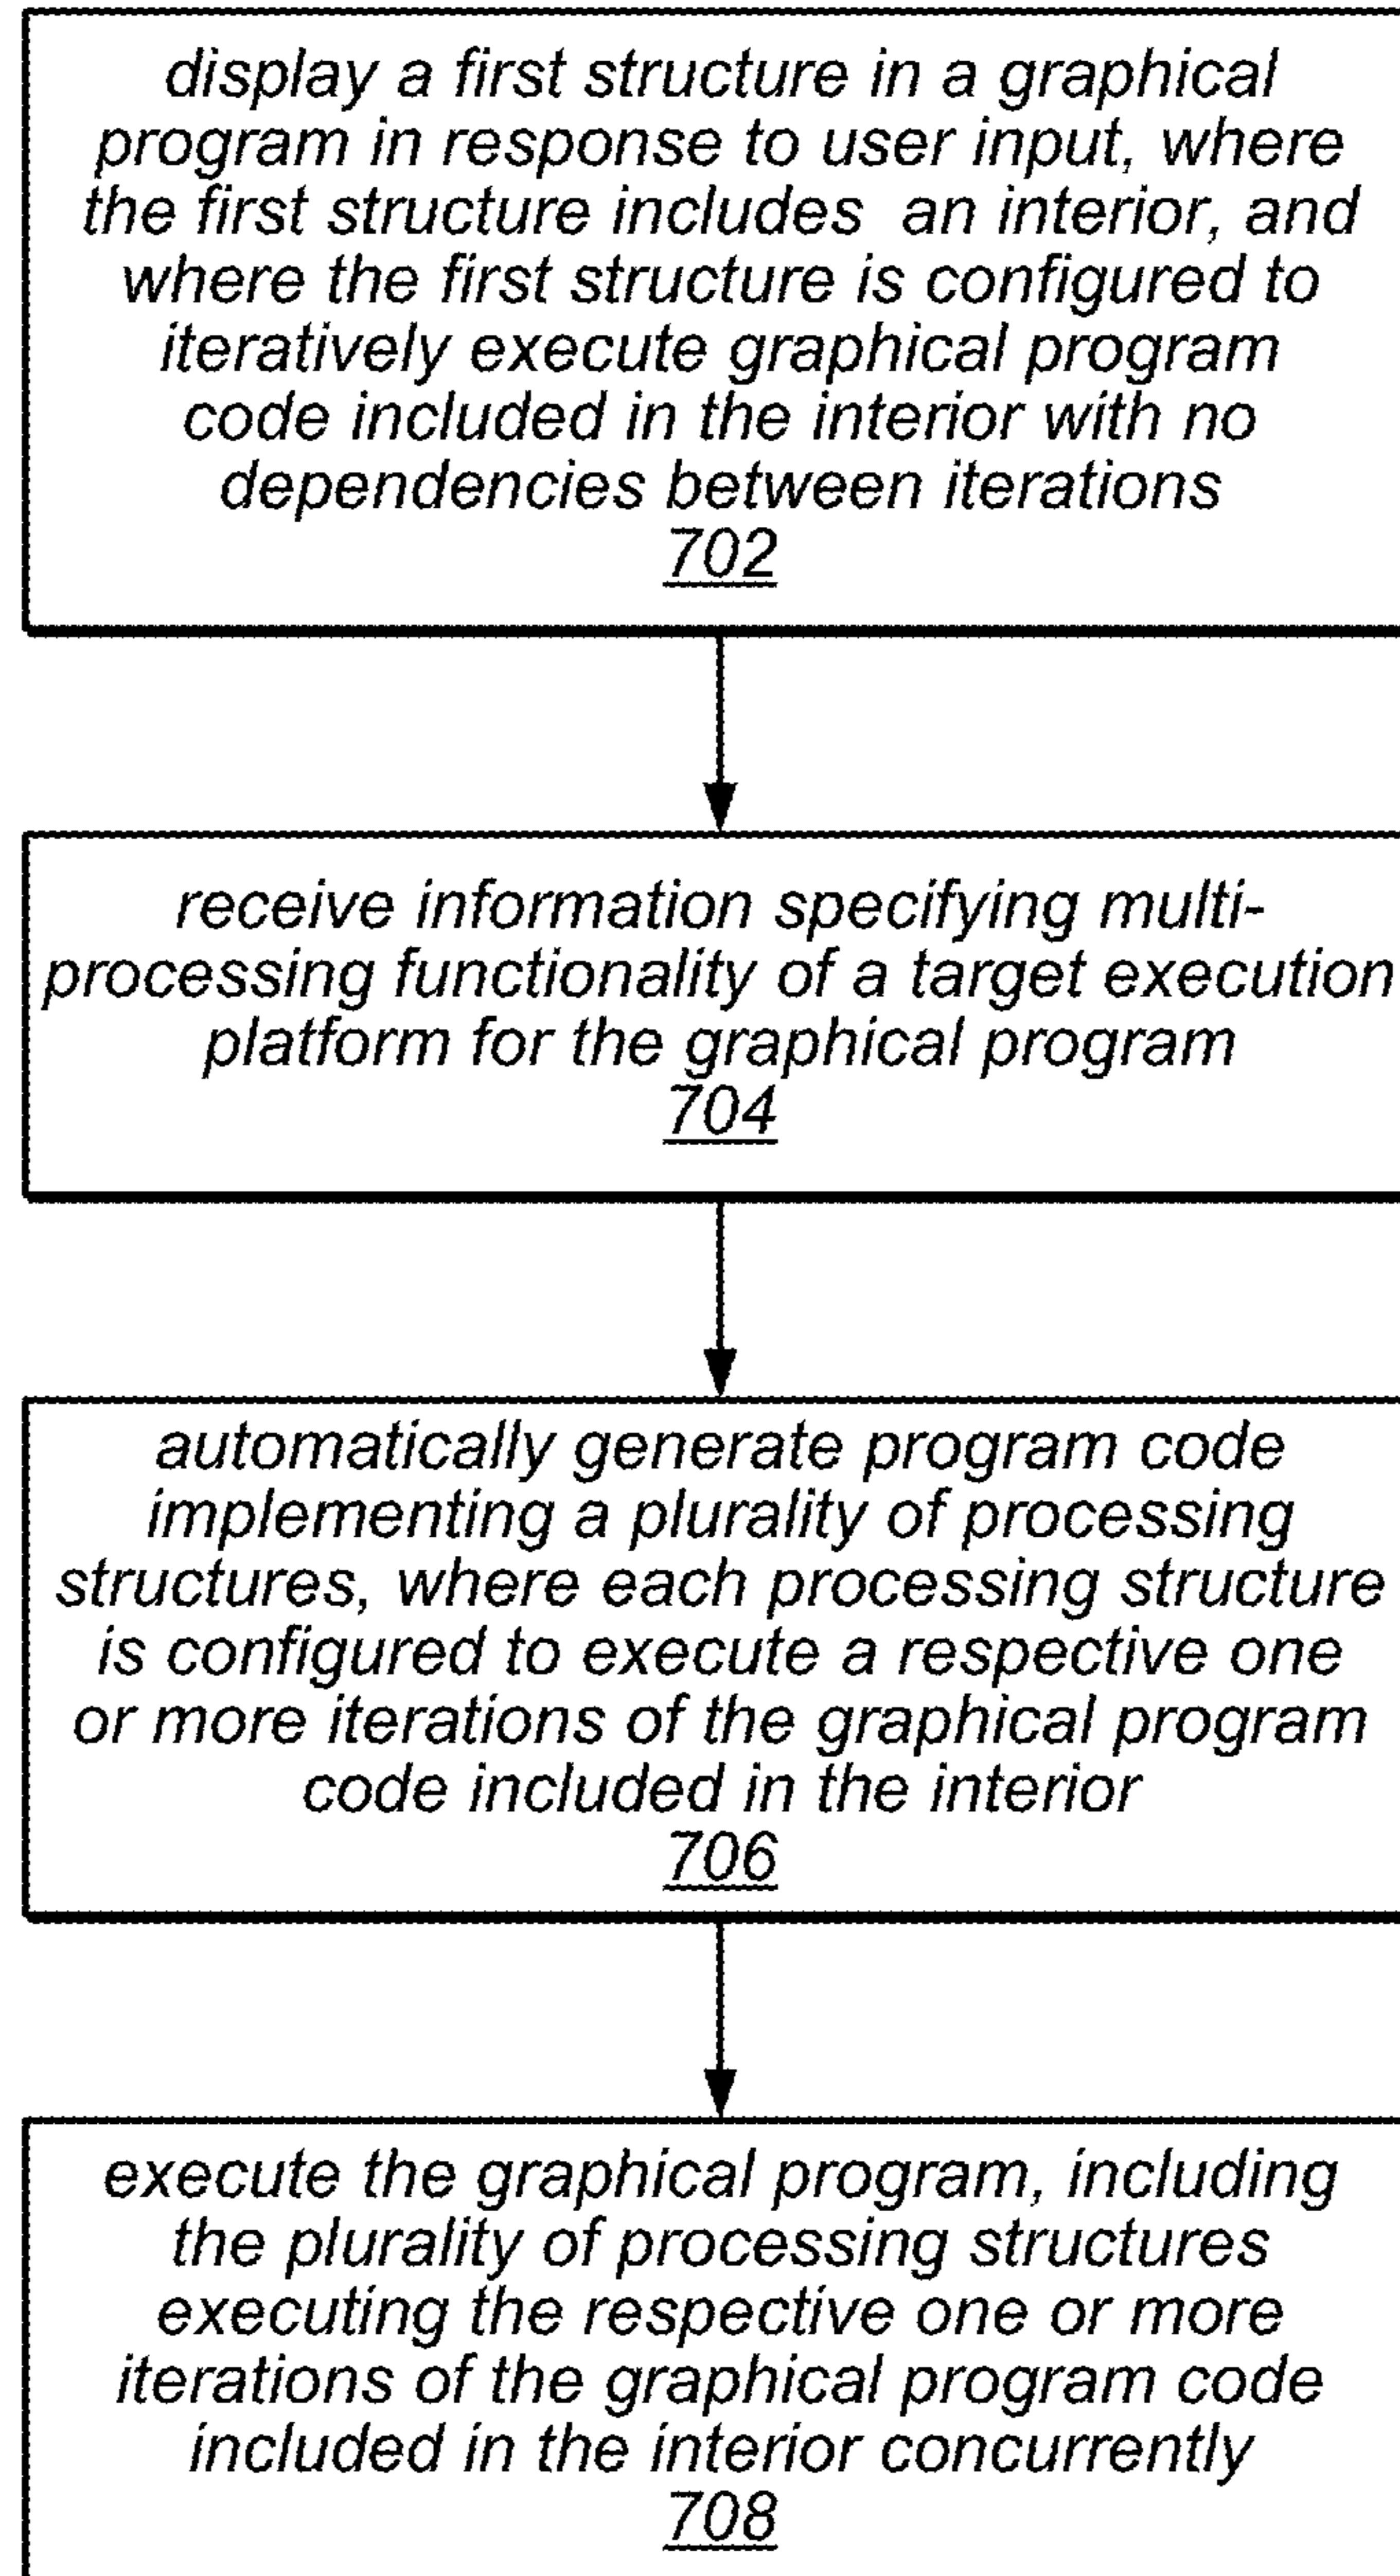 display a first structure in a graphical
program in response to user input, where
the first structure includes an interior, and
where the first structure is configured to
iteratively execute graphical program
code included in the interior with no
dependencies between iterations
702
receive information specifying multi-
processing functionality of a target execution
platform for the graphical program
704
automatically generate program code
implementing a plurality of processing
structures, where each processing structure
is configured to execute a respective one
or more iterations of the graphical program
code included in the interior
706
execute the graphical program, including
the plurality of processing structures
executing the respective one or more
iterations of the graphical program code
included in the interior concurrently
708